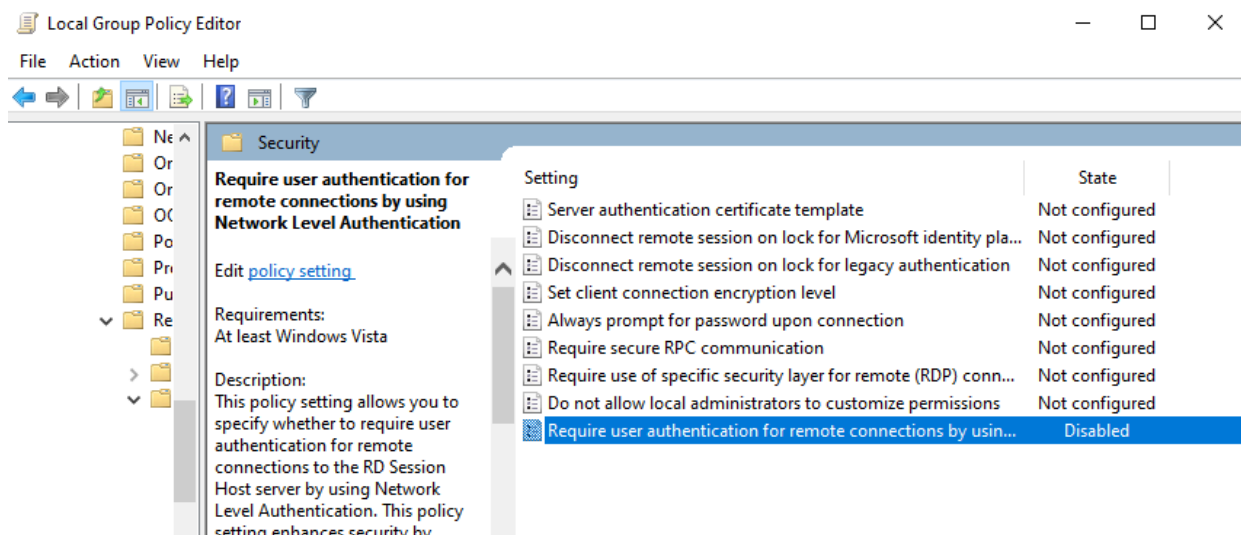 Local Group Policy Editor
File Action View Help
Ne
Or
Or
OC
Po
Pri
Pu
Re
Security
Require user authentication for
remote connections by using
Network Level Authentication
Edit policy setting
Requirements:
At least Windows Vista
Description:
This policy setting allows you to
specify whether to require user
authentication for remote
connections to the RD Session
Host server by using Network
Level Authentication. This policy
setting enhances security by
Setting State
Server authentication certificate template Not configured
Disconnect remote session on lock for Microsoft identity pla... Not configured
Disconnect remote session on lock for legacy authentication Not configured
Set client connection encryption level Not configured
Always prompt for password upon connection Not configured
Require secure RPC communication Not configured
Require use of specific security layer for remote (RDP) conn... Not configured
Do not allow local administrators to customize permissions Not configured
Require user authentication for remote connections by usin... Disabled